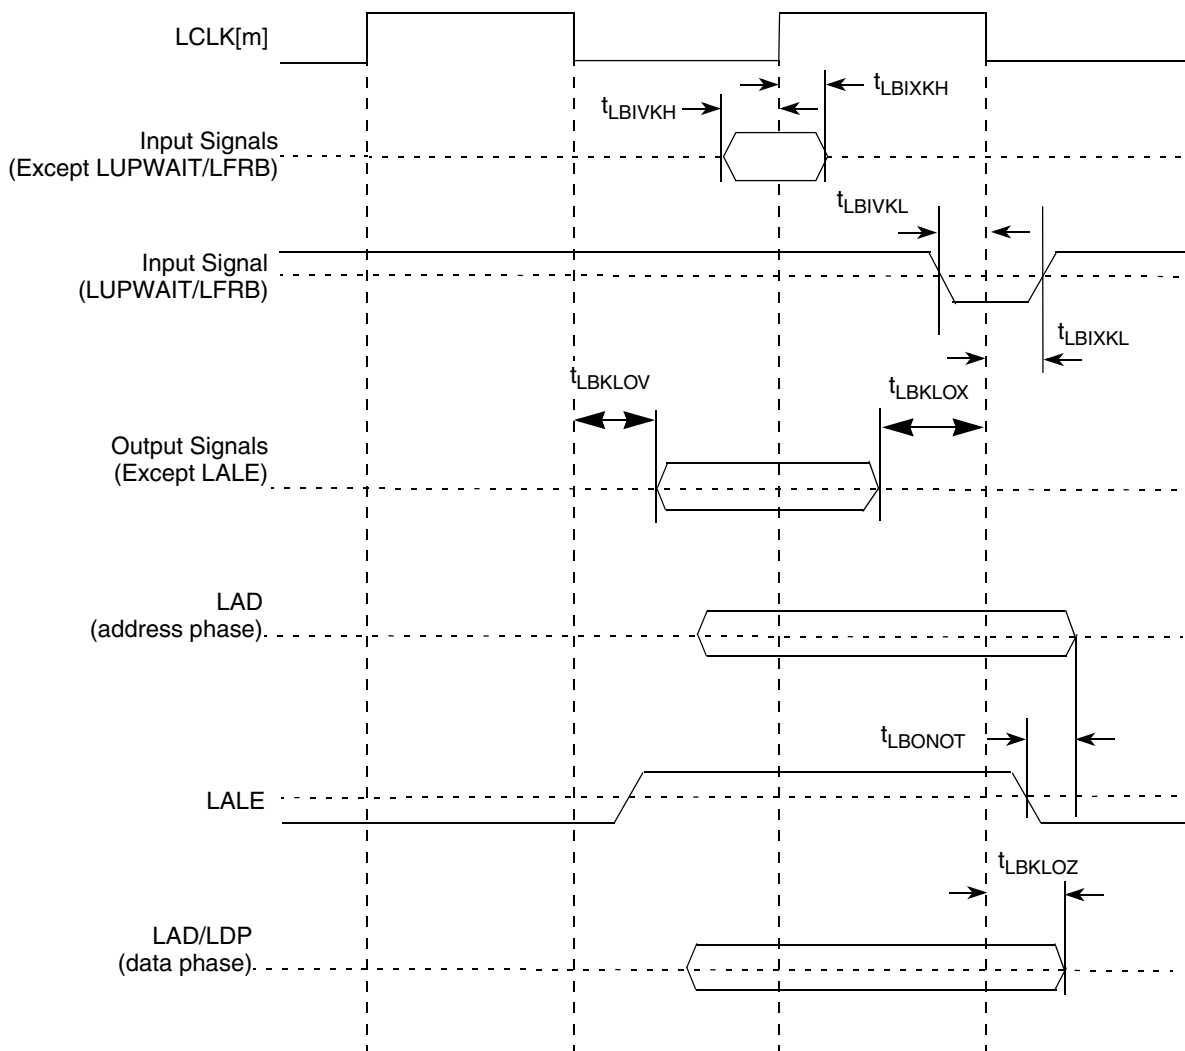 LCLK[m]
tLBIXKH
tLBIVKH
Input Signals
(Except LUPWAIT/LFRB)
tLBIVKL
Input Signal
(LUPWAIT/LFRB)
tLBIXKL
tLBKLOV
tLBKLOX
Output Signals
(Except LALE)
LAD
(address phase)
tLBONOT
LALE
tLBKLOZ
LAD/LDP
(data phase)